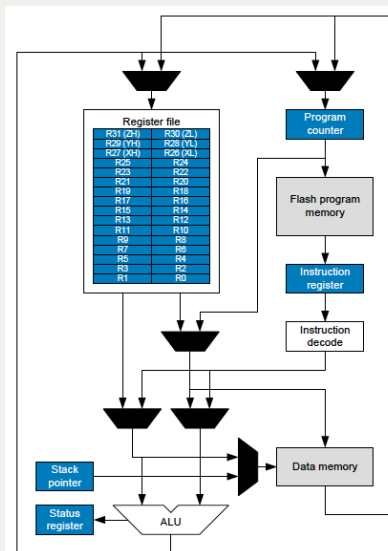 Register file
R31 (ZH) R30 (ZL)
R29 (YH) R28 (YL)
R27 (XH) R26 (XL)
R25 R24
R23 R22
R21 R20
R19 R18
R17 R16
R15 R14
R13 R12
R11 R10
R9 R8
R7 R6
R5 R4
R3 R2
R1 R0
Program
counter
Flash program
memory
Instruction
register
Instruction
decode
Data memory
Stack
pointer
Status
register
ALU